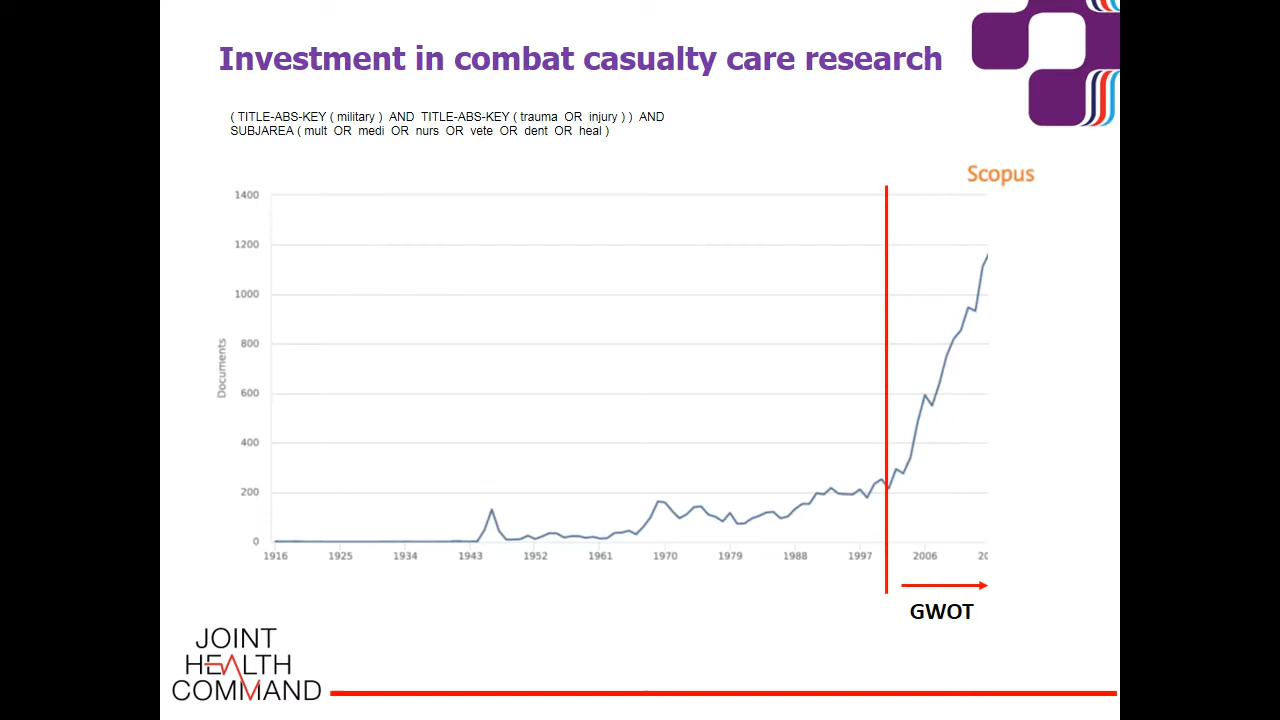 Investment in combat casualty care research
( TITLE-ABS-KEY ( military ) AND TITLE-ABS-KEY ( trauma OR injury ) ) AND
SUBJAREA ( mult OR medi OR nurs OR vete OR dent OR heal )
Scopus
1400
1200
1000
800
600
400
200
0
Documents
1916 1925 1934 1943 1952 1961 1970 1979 1988 1997 2006 20
GWOT
JOINT
HEALTH
COMMAND